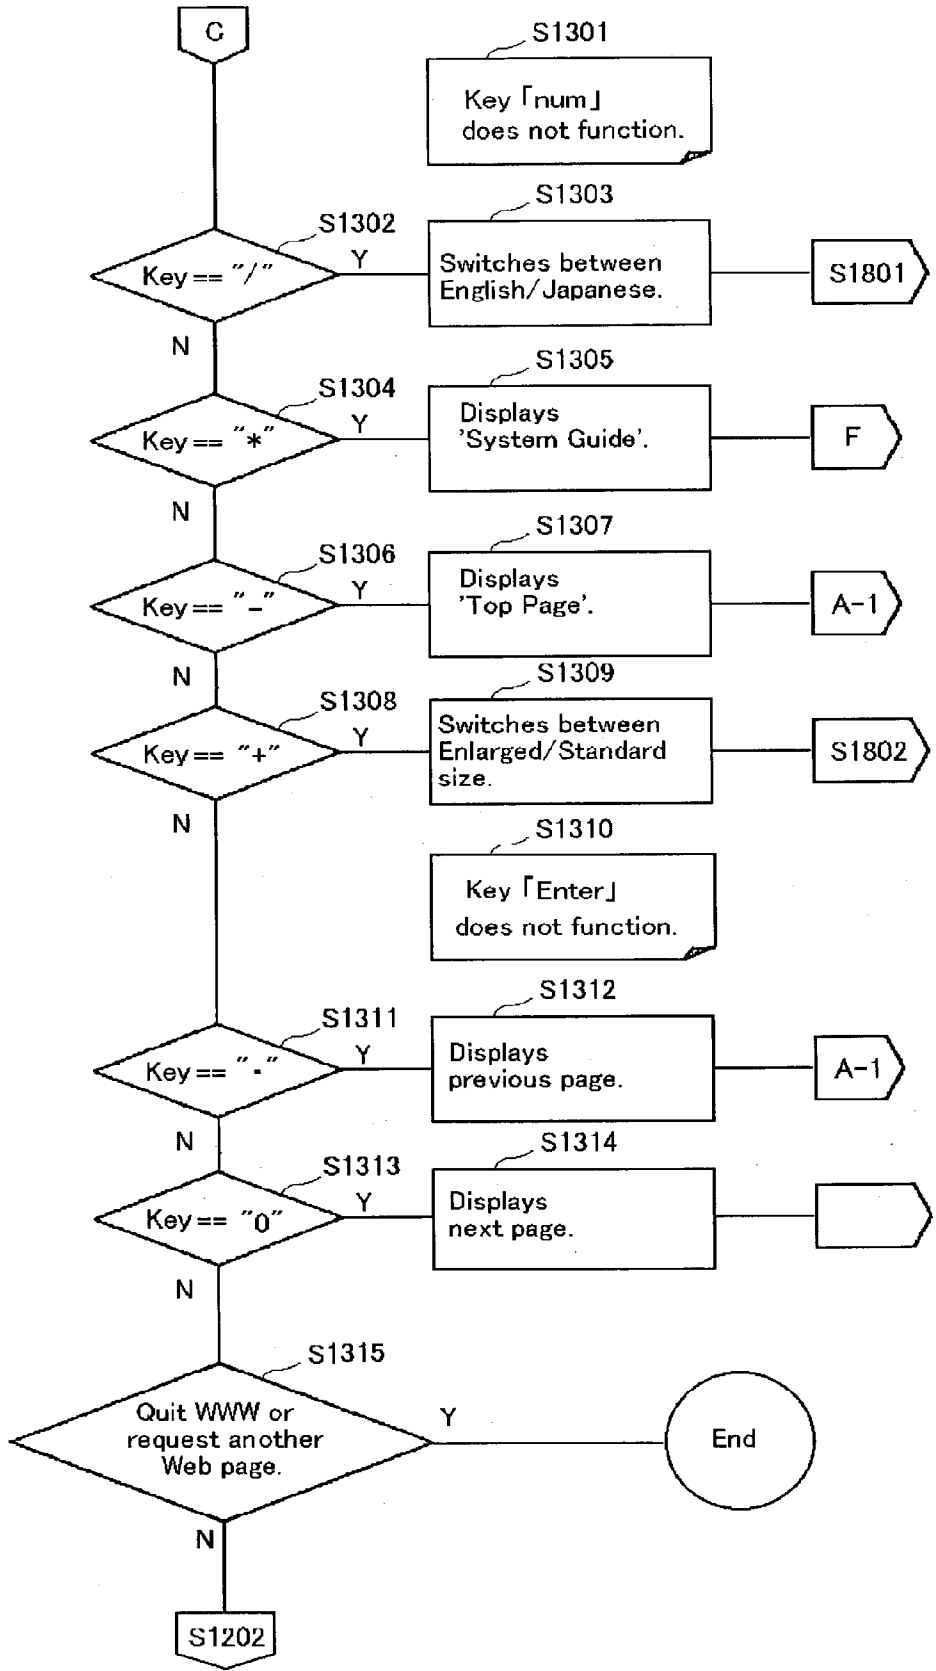 C
S1301
Key「num」
does not function.
S1302
Key == "/"
Y
N
S1303
Switches between
English/Japanese.
S1801
S1304
Key == "*"
Y
N
S1305
Displays
'System Guide'.
F
S1306
Key == "-"
Y
N
S1307
Displays
'Top Page'.
A-1
S1308
Key == "+"
Y
N
S1309
Switches between
Enlarged/Standard
size.
S1802
S1310
Key「Enter」
does not function.
S1311
Key == "."
Y
N
S1312
Displays
previous page.
A-1
S1313
Key == "0"
Y
N
S1314
Displays
next page.
S1315
Quit WWW or
request another
Web page.
Y
N
End
S1202